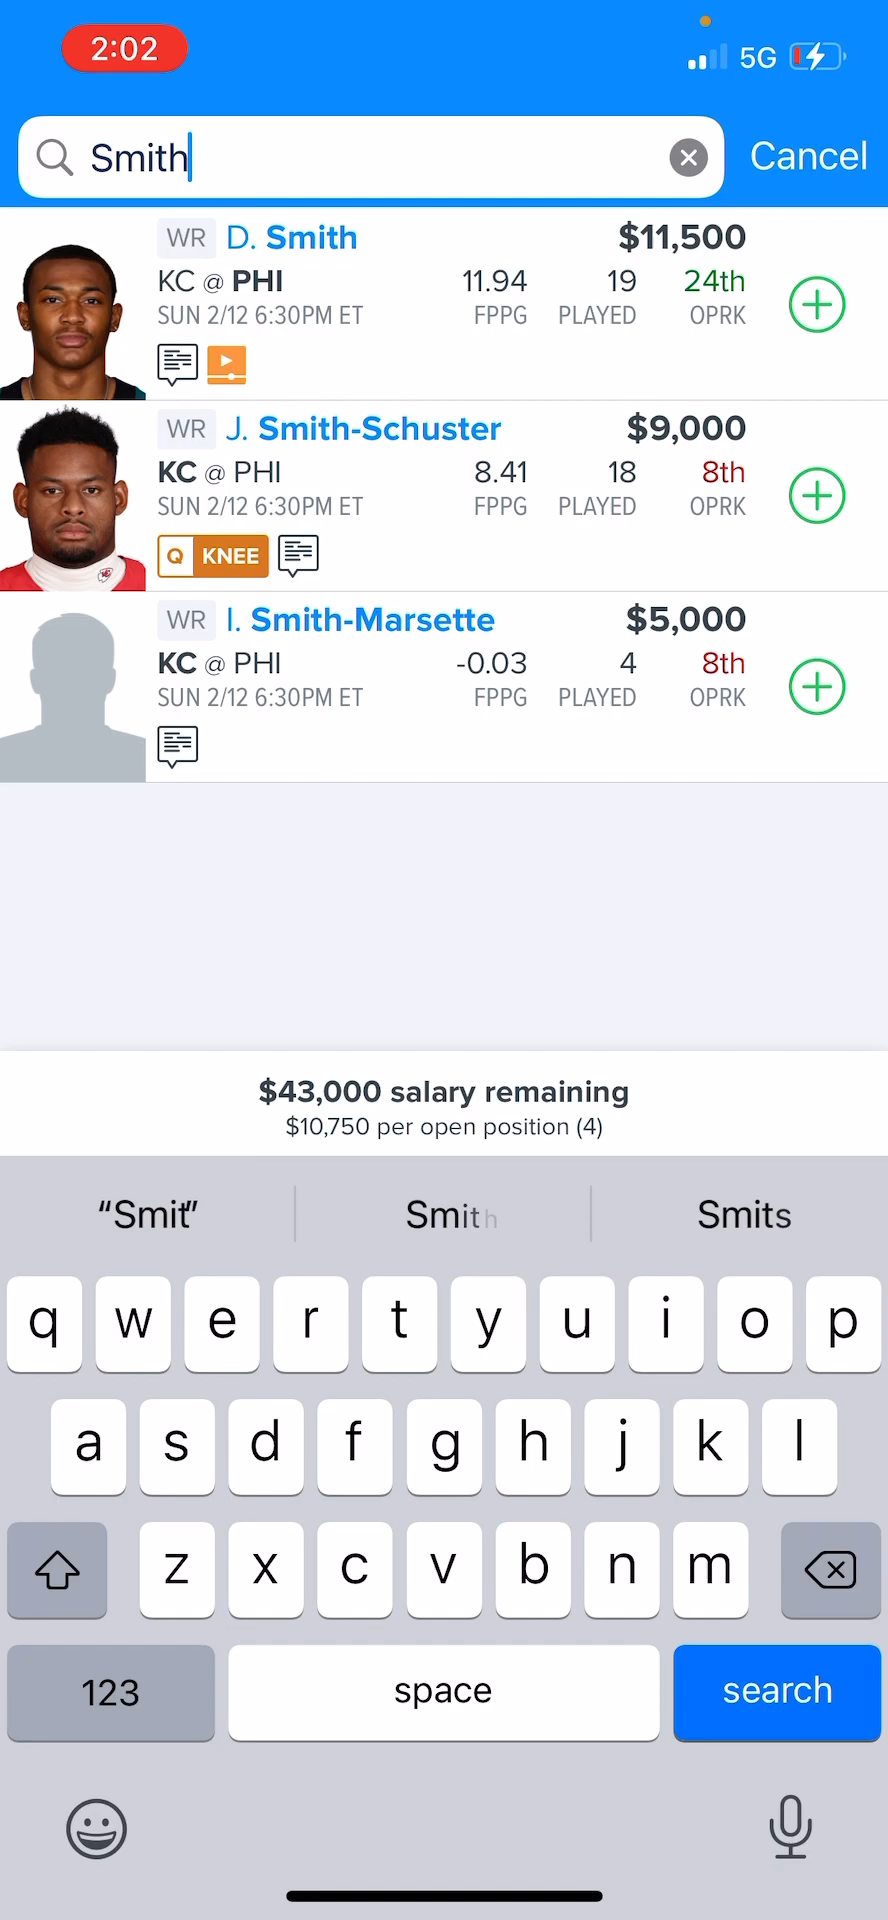 2:02
5G
Smith
Cancel
WR D. Smith $11,500
KC @ PHI 11.94 19 24th
SUN 2/12 6:30PM ET FPPG PLAYED OPRK
WR J. Smith-Schuster $9,000
KC @ PHI 8.41 18 8th
SUN 2/12 6:30PM ET FPPG PLAYED OPRK
Q KNEE
WR I. Smith-Marsette $5,000
KC @ PHI -0.03 4 8th
SUN 2/12 6:30PM ET FPPG PLAYED OPRK
$43,000 salary remaining
$10,750 per open position (4)
“Smit” Smith Smits
q w e r t y u i o p
a s d f g h j k l
z x c v b n m
123 space search